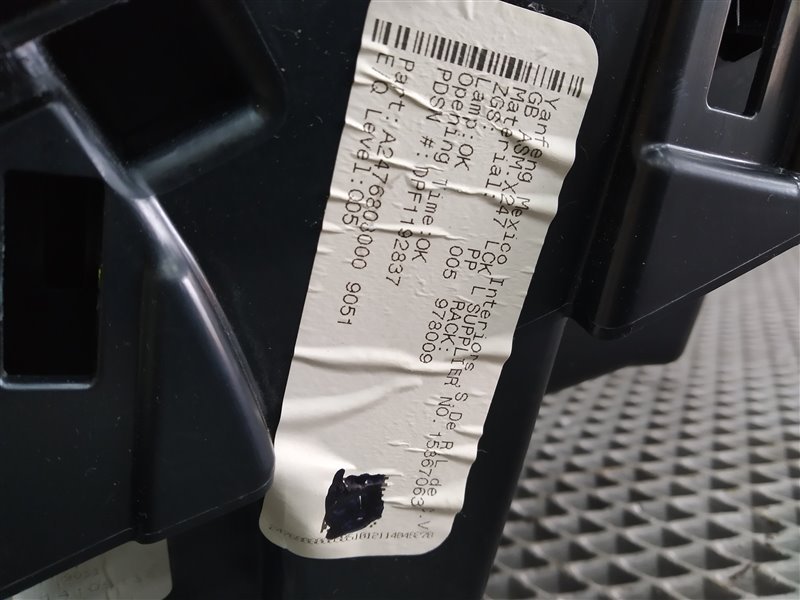 Yanfeng Mexico Interiors S De R L de
GB ASM:X247 LCK L SUPPLIER NO:15367063
Material: PP
ZGS: 005 RACK: 978009
Lamp:OK
Opening Time:OK
PDSN #:DPF1192837
Part:A2476803000 9051
E/Q Level:005